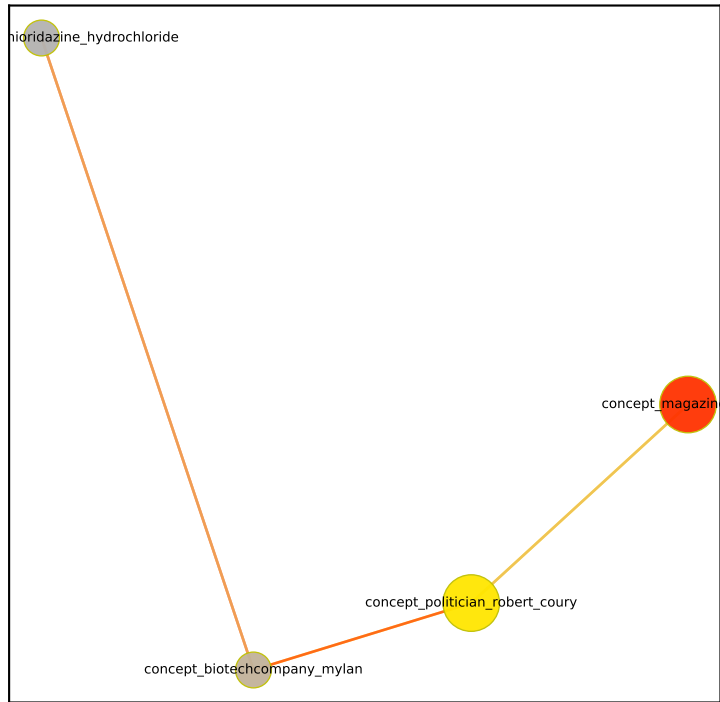 hioridazine_hydrochloride
concept_magazin
concept_politician_robert_coury
concept_biotechcompany_mylan